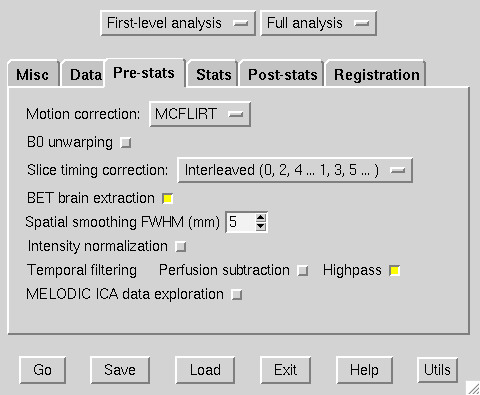 First-level analysis Full analysis
Misc Data Pre-stats Stats Post-stats Registration
Motion correction: MCFLIRT
B0 unwarping
Slice timing correction: Interleaved (0, 2, 4 ... 1, 3, 5 ... )
BET brain extraction
Spatial smoothing FWHM (mm) 5
Intensity normalization
Temporal filtering Perfusion subtraction Highpass
MELODIC ICA data exploration
Go Save Load Exit Help Utils